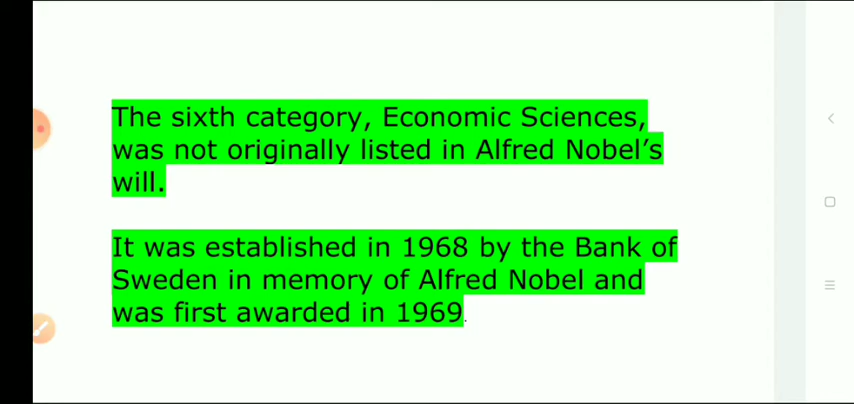 The sixth category, Economic Sciences,
was not originally listed in Alfred Nobel’s
will.
It was established in 1968 by the Bank of
Sweden in memory of Alfred Nobel and
was first awarded in 1969.